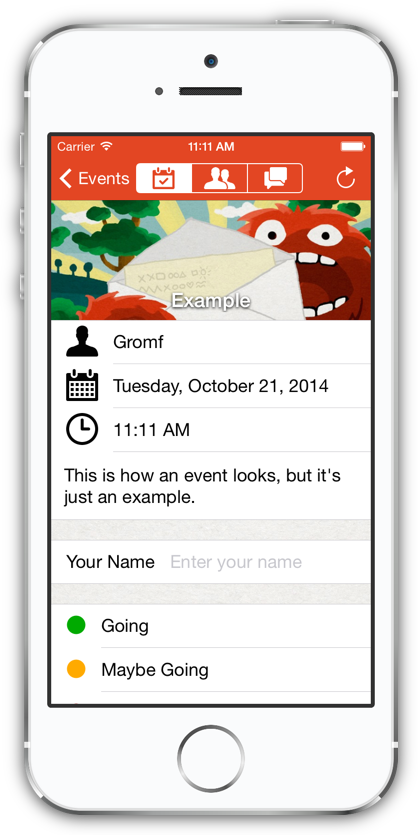 Carrier 11:11 AM
Events
Example
Gromf
Tuesday, October 21, 2014
11:11 AM
This is how an event looks, but it's
just an example.
Your Name Enter your name
Going
Maybe Going